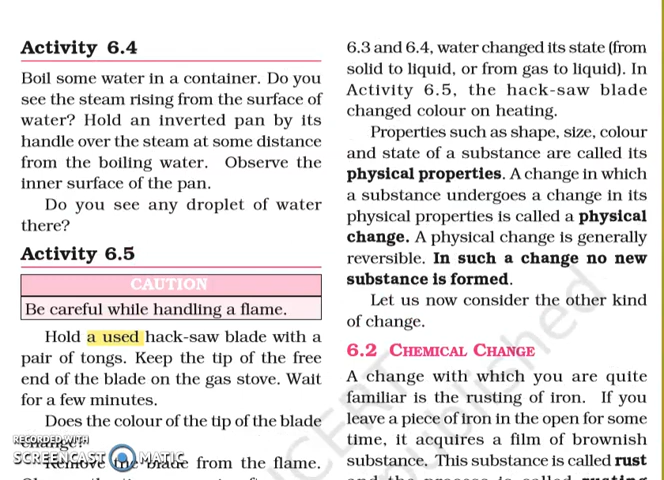 Activity 6.4
Boil some water in a container. Do you
see the steam rising from the surface of
water? Hold an inverted pan by its
handle over the steam at some distance
from the boiling water. Observe the
inner surface of the pan.
Do you see any droplet of water
there?
Activity 6.5
CAUTION
Be careful while handling a flame.
Hold a used hack-saw blade with a
pair of tongs. Keep the tip of the free
end of the blade on the gas stove. Wait
for a few minutes.
Does the colour of the tip of the blade
change?
Remove the blade from the flame.
RECORDED WITH
SCREENCAST MATIC
6.3 and 6.4, water changed its state (from
solid to liquid, or from gas to liquid). In
Activity 6.5, the hack-saw blade
changed colour on heating.
Properties such as shape, size, colour
and state of a substance are called its
physical properties. A change in which
a substance undergoes a change in its
physical properties is called a physical
change. A physical change is generally
reversible. In such a change no new
substance is formed.
Let us now consider the other kind
of change.
6.2 CHEMICAL CHANGE
A change with which you are quite
familiar is the rusting of iron. If you
leave a piece of iron in the open for some
time, it acquires a film of brownish
substance. This substance is called rust
and the process is called rusting